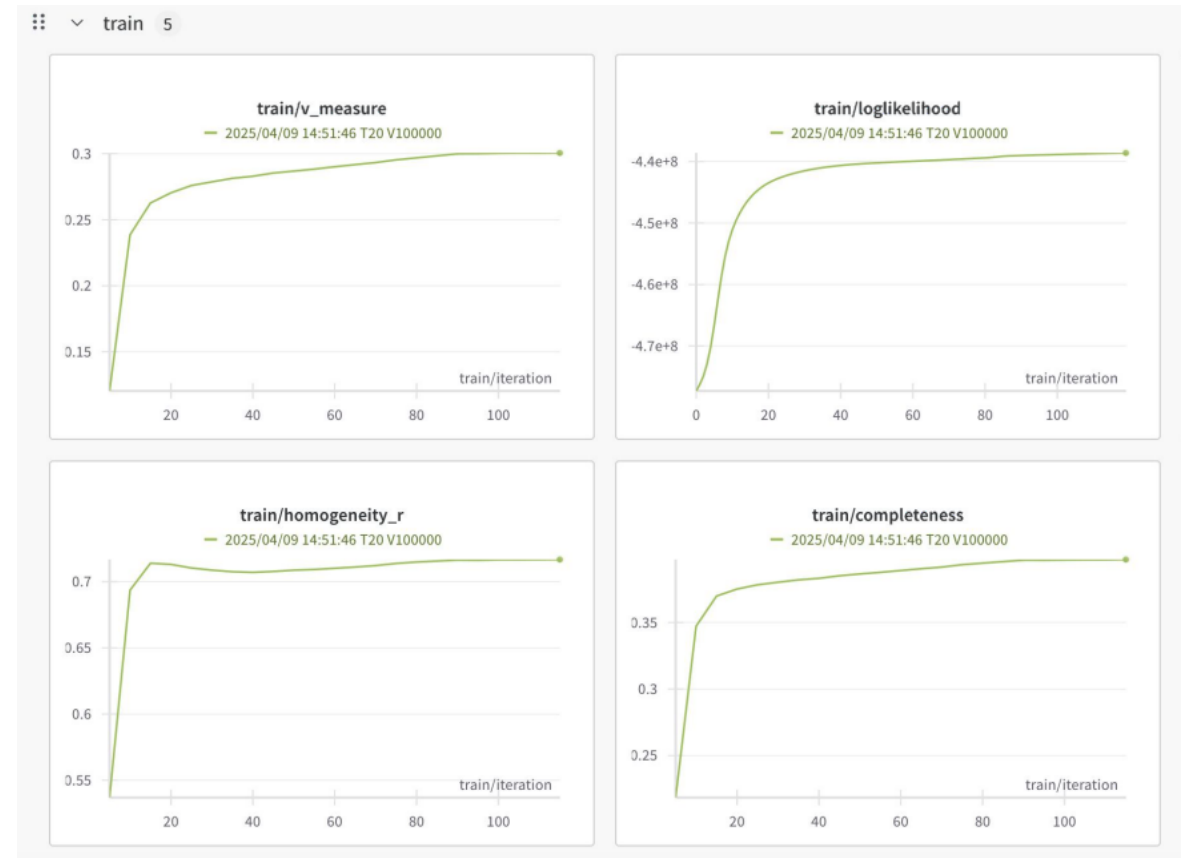 train 5
train/v_measure
2025/04/09 14:51:46 T20 V100000
0.3
0.25
0.2
0.15
train/iteration
20 40 60 80 100
train/loglikelihood
2025/04/09 14:51:46 T20 V100000
-4.4e+8
-4.5e+8
-4.6e+8
-4.7e+8
train/iteration
0 20 40 60 80 100
train/homogeneity_r
2025/04/09 14:51:46 T20 V100000
0.7
0.65
0.6
0.55
train/iteration
20 40 60 80 100
train/completeness
2025/04/09 14:51:46 T20 V100000
0.35
0.3
0.25
train/iteration
20 40 60 80 100